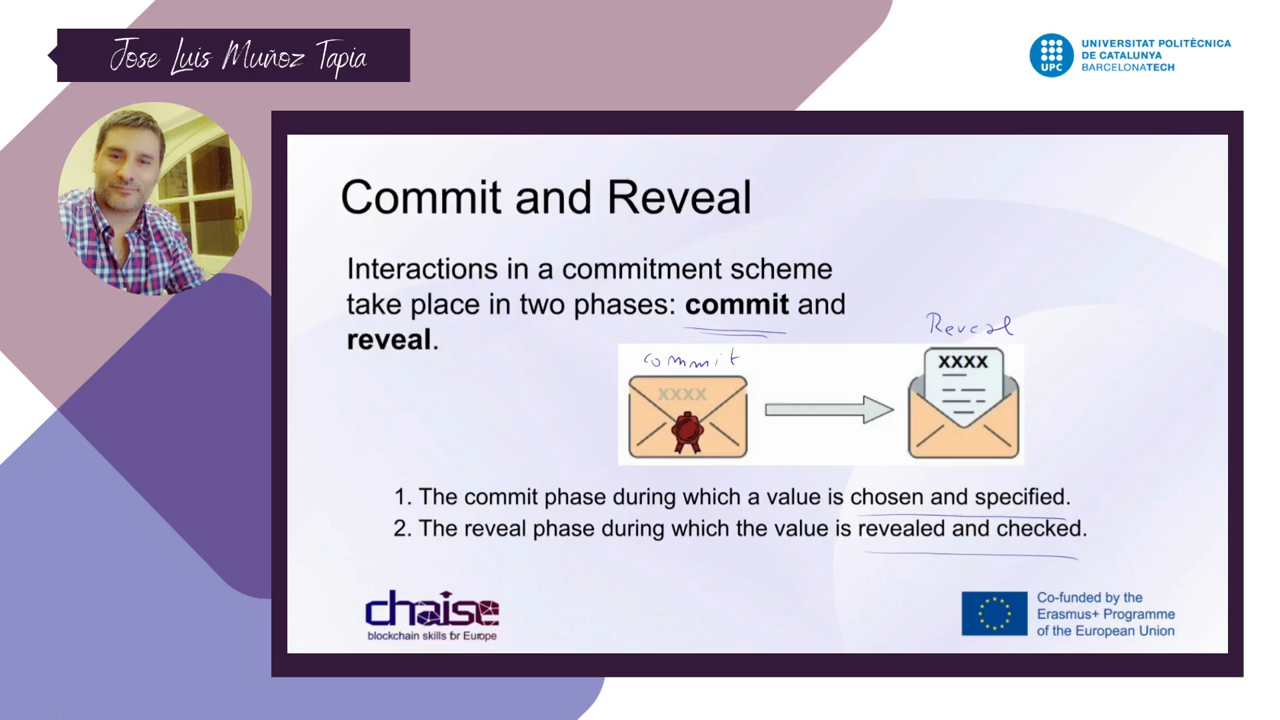 Jose Luis Muñoz Tapia
UPC
UNIVERSITAT POLITÈCNICA
DE CATALUNYA
BARCELONATECH
Commit and Reveal
Interactions in a commitment scheme
take place in two phases: commit and
reveal.
Reveal
commit
XXXX
XXXX
1. The commit phase during which a value is chosen and specified.
2. The reveal phase during which the value is revealed and checked.
chaise
blockchain skills for Europe
Co-funded by the
Erasmus+ Programme
of the European Union